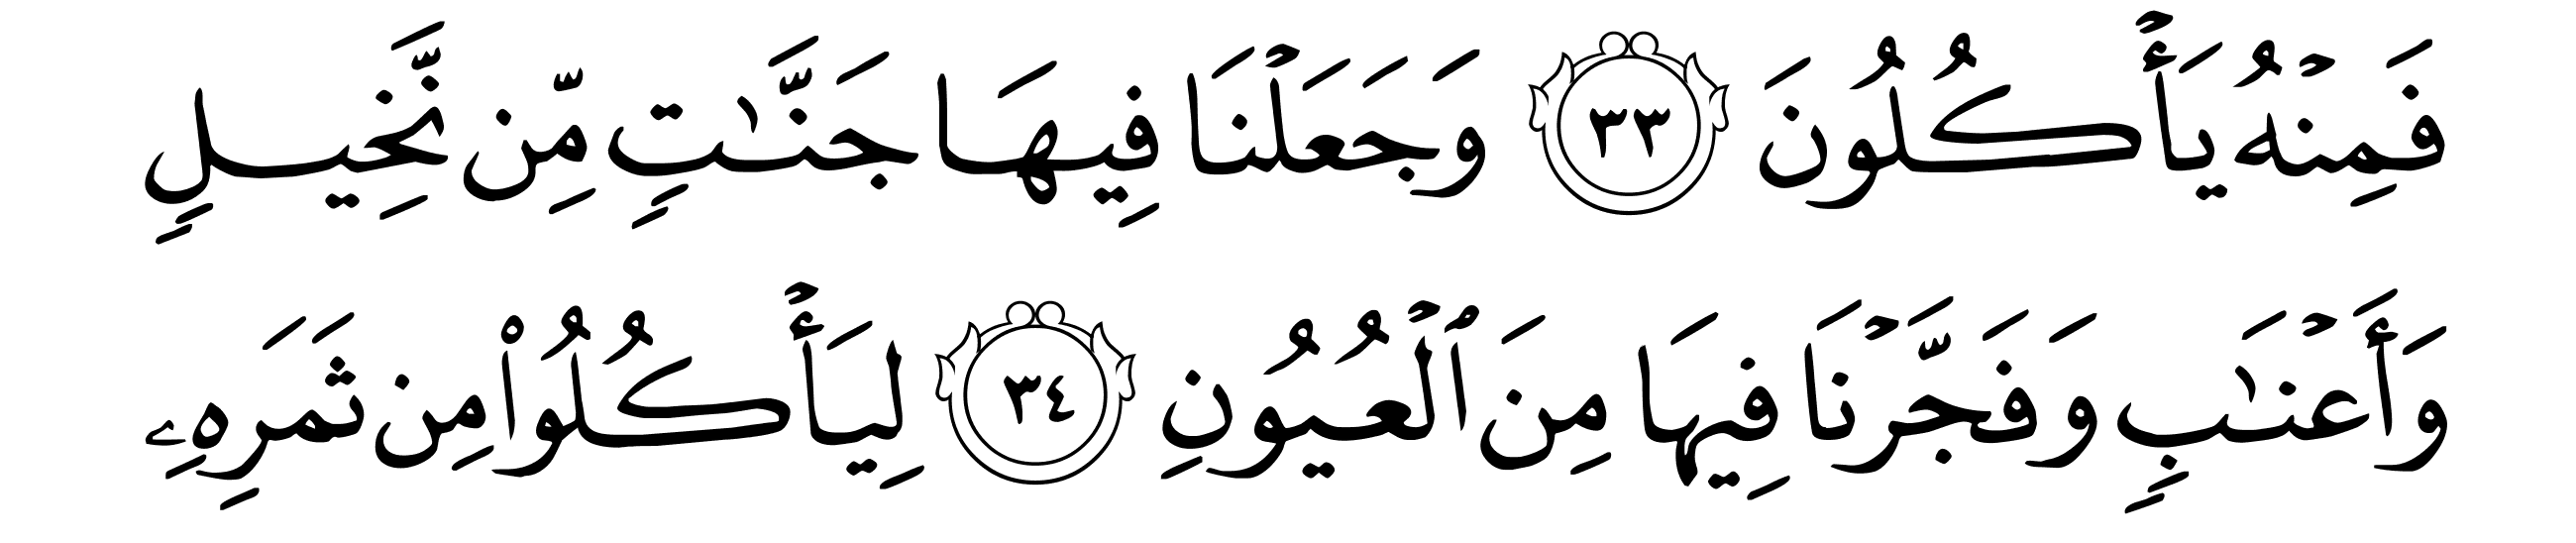 فَمِنۡهُ يَأۡكُلُونَ ٣٣ وَجَعَلۡنَا فِيهَا جَنَّٰتٖ مِّن نَّخِيلٖ
وَأَعۡنَٰبٖ وَفَجَّرۡنَا فِيهَا مِنَ ٱلۡعُيُونِ ٣٤ لِيَأۡكُلُواْ مِن ثَمَرِهِۦ